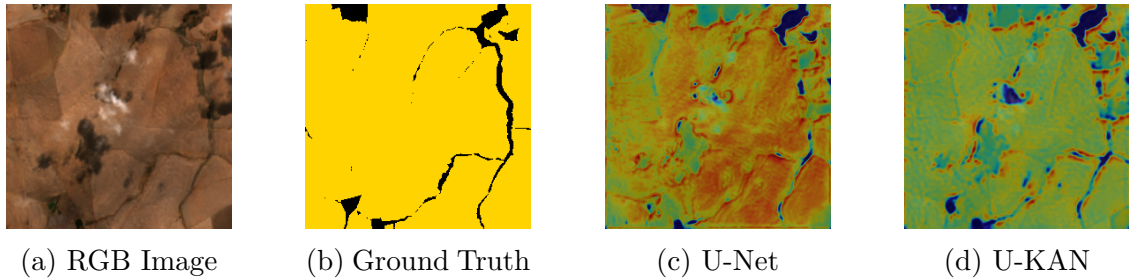 (a) RGB Image
(b) Ground Truth
(c) U-Net
(d) U-KAN